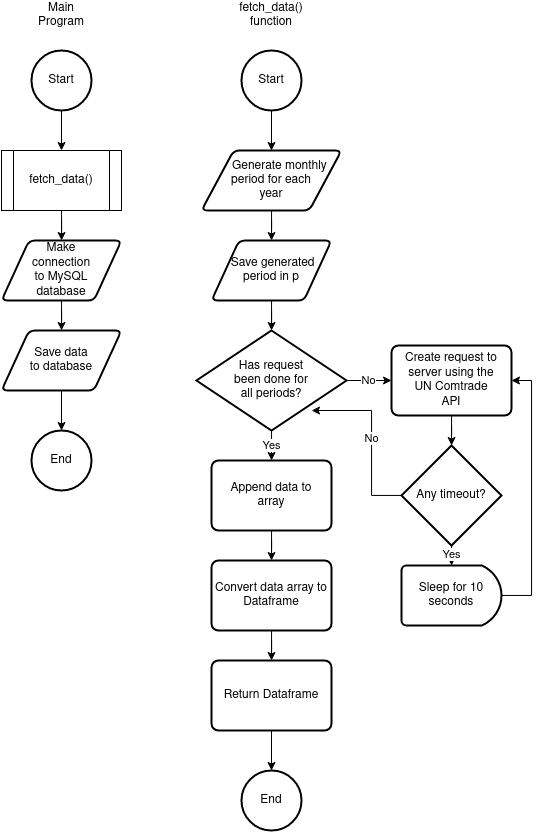 Main
Program
Start
fetch_data()
Make
connection
to MySQL
database
Save data
to database
End
fetch_data()
function
Start
Generate monthly
period for each
year
Save generated
period in p
Has request
been done for
all periods?
No
Create request to
server using the
UN Comtrade
API
No
Any timeout?
Yes
Sleep for 10
seconds
Yes
Append data to
array
Convert data array to
Dataframe
Return Dataframe
End